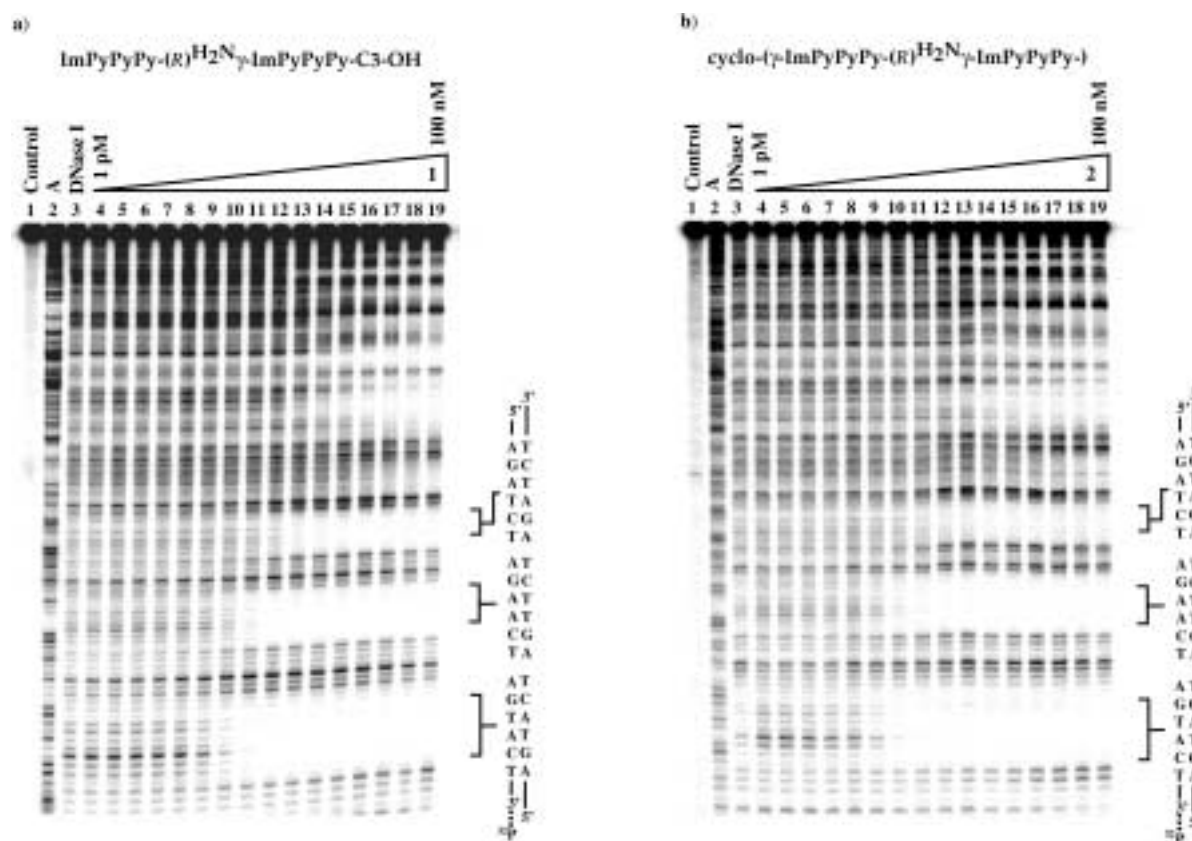 a)
ImPyPyPy-(R)H₂Nγ-ImPyPyPy-C3-OH
Control
A
DNase I
1 pM
100 nM
1
1 2 3 4 5 6 7 8 9 10 11 12 13 14 15 16 17 18 19
5' 3'
A T
G C
A T
T A
C G
T A
A T
G C
A T
A T
C G
T A
A T
G C
T A
A T
C G
T A
3' 5'
b)
cyclo-(γ-ImPyPyPy-(R)H₂Nγ-ImPyPyPy-)
Control
A
DNase I
1 pM
100 nM
2
1 2 3 4 5 6 7 8 9 10 11 12 13 14 15 16 17 18 19
5'
A T
G
A T
T A
C
T A
A T
G
A T
A T
C
T A
A T
G
T A
A T
C
T